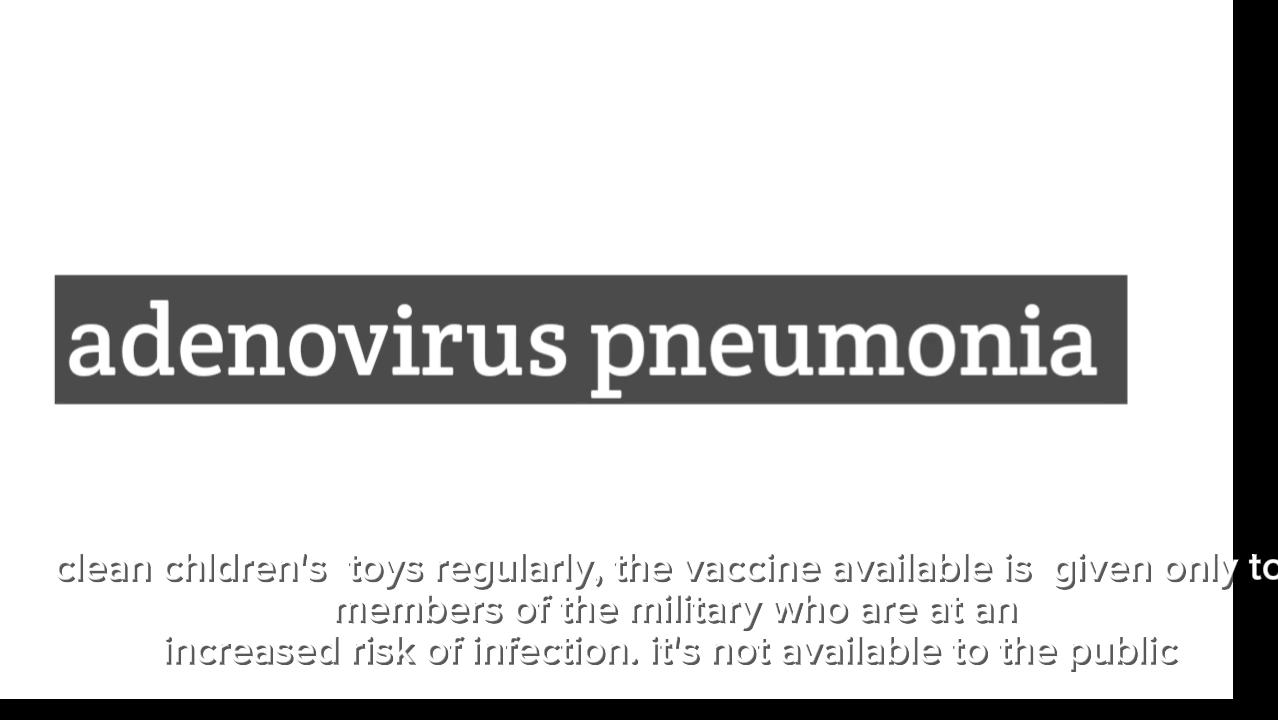 adenovirus pneumonia
clean chldren's  toys regularly, the vaccine available is  given only to
members of the military who are at an
increased risk of infection. it's not available to the public